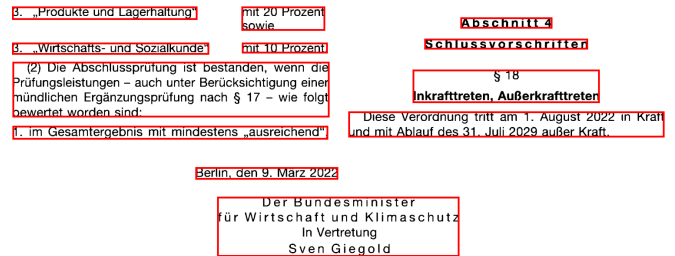 3. „Produkte und Lagerhaltung“ mit 20 Prozent
sowie
3. „Wirtschafts- und Sozialkunde“ mit 10 Prozent.
(2) Die Abschlussprüfung ist bestanden, wenn die
Prüfungsleistungen – auch unter Berücksichtigung einer
mündlichen Ergänzungsprüfung nach § 17 – wie folgt
bewertet worden sind:
1. im Gesamtergebnis mit mindestens „ausreichend“,
Abschnitt 4
Schlussvorschriften
§ 18
Inkrafttreten, Außerkrafttreten
Diese Verordnung tritt am 1. August 2022 in Kraft
und mit Ablauf des 31. Juli 2029 außer Kraft.
Berlin, den 9. März 2022
Der Bundesminister
für Wirtschaft und Klimaschutz
In Vertretung
Sven Giegold